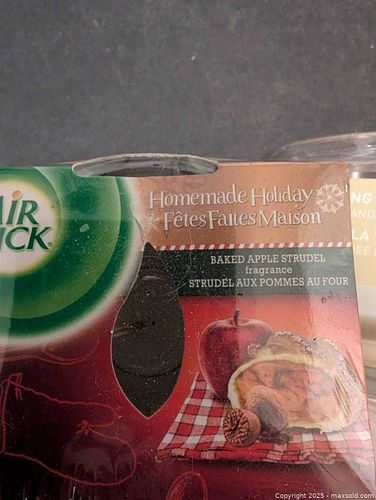 AIR
WICK.
Homemade Holiday
Fêtes Faites Maison
BAKED APPLE STRUDEL
fragrance
STRUDEL AUX POMMES AU FOUR
Copyright 2025 - maxsold.com